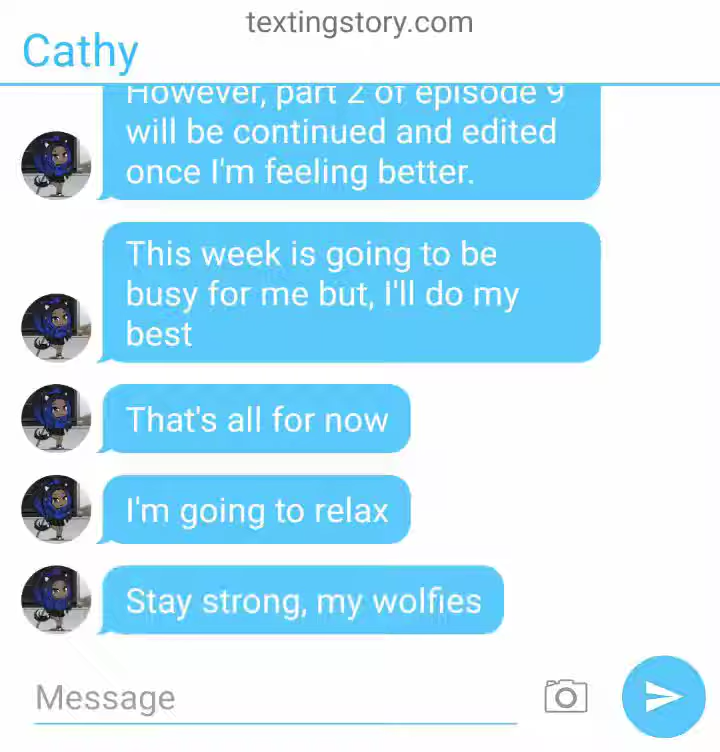 textingstory.com
Cathy
However, part 2 of episode 9
will be continued and edited
once I'm feeling better.
This week is going to be
busy for me but, I'll do my
best
That's all for now
I'm going to relax
Stay strong, my wolfies
Message